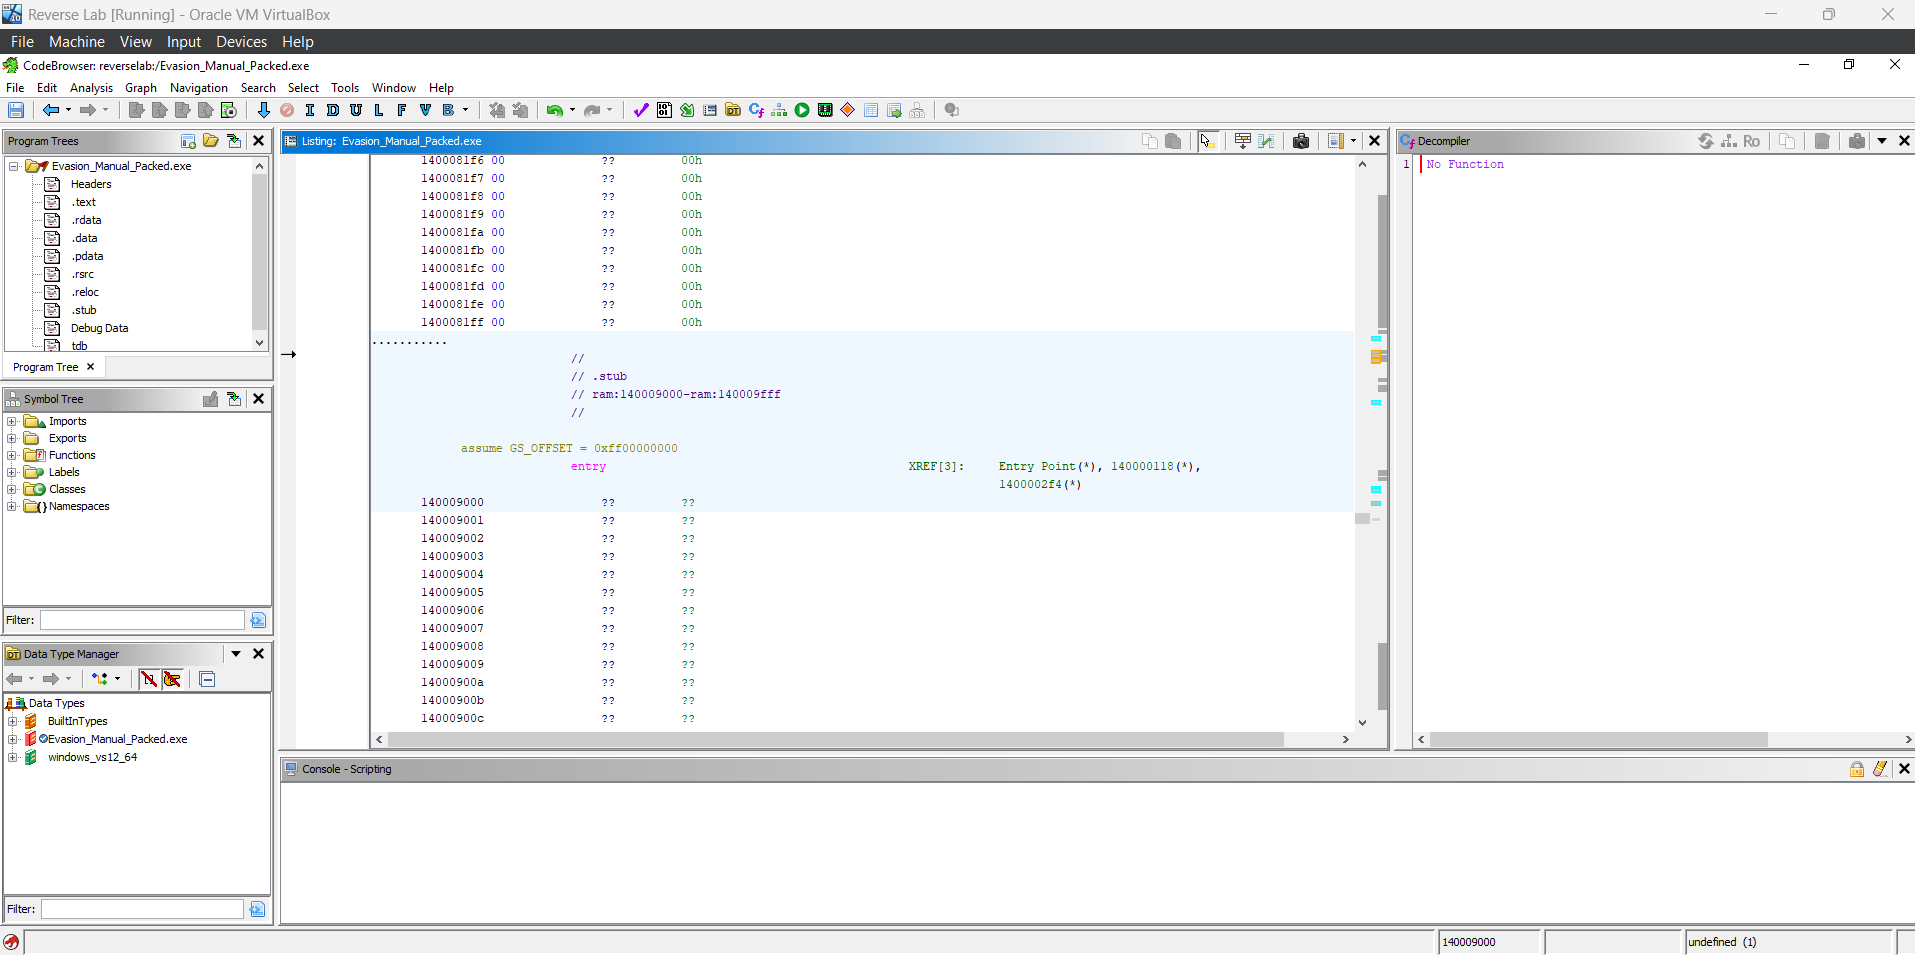 Reverse Lab [Running] - Oracle VM VirtualBox
File Machine View Input Devices Help
CodeBrowser: reverselab:/Evasion_Manual_Packed.exe
File Edit Analysis Graph Navigation Search Select Tools Window Help
I D U L F V B
Program Trees
Evasion_Manual_Packed.exe
Headers
.text
.rdata
.data
.pdata
.rsrc
.reloc
.stub
Debug Data
tdb
Program Tree
Symbol Tree
Imports
Exports
Functions
Labels
Classes
Namespaces
Filter:
Data Type Manager
Data Types
BuiltInTypes
Evasion_Manual_Packed.exe
windows_vs12_64
Filter:
Listing: Evasion_Manual_Packed.exe
1400081f6 00 ?? 00h
1400081f7 00 ?? 00h
1400081f8 00 ?? 00h
1400081f9 00 ?? 00h
1400081fa 00 ?? 00h
1400081fb 00 ?? 00h
1400081fc 00 ?? 00h
1400081fd 00 ?? 00h
1400081fe 00 ?? 00h
1400081ff 00 ?? 00h
...........
//
// .stub
// ram:140009000-ram:140009fff
//
assume GS_OFFSET = 0xff00000000
entry XREF[3]: Entry Point(*), 140000118(*),
1400002f4(*)
140009000 ?? ??
140009001 ?? ??
140009002 ?? ??
140009003 ?? ??
140009004 ?? ??
140009005 ?? ??
140009006 ?? ??
140009007 ?? ??
140009008 ?? ??
140009009 ?? ??
14000900a ?? ??
14000900b ?? ??
14000900c ?? ??
Decompiler
Ro
1 No Function
Console - Scripting
140009000
undefined (1)